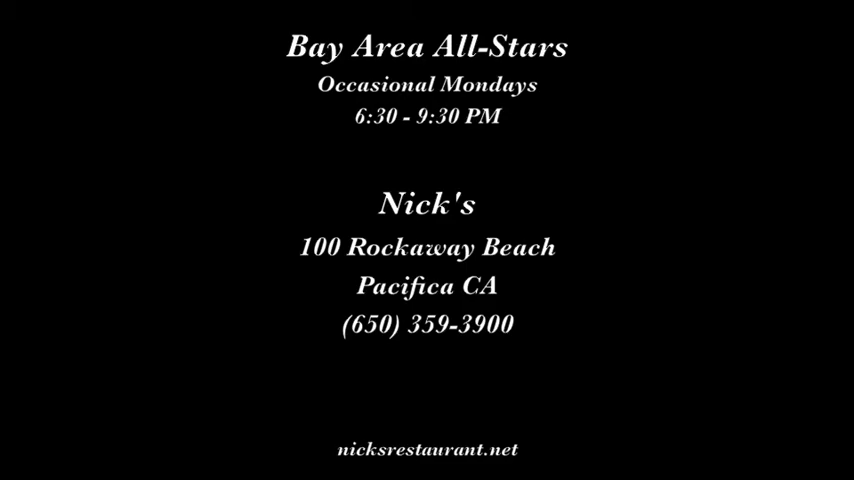 Bay Area All-Stars
Occasional Mondays
6:30 - 9:30 PM
Nick's
100 Rockaway Beach
Pacifica CA
(650) 359-3900
nicksrestaurant.net